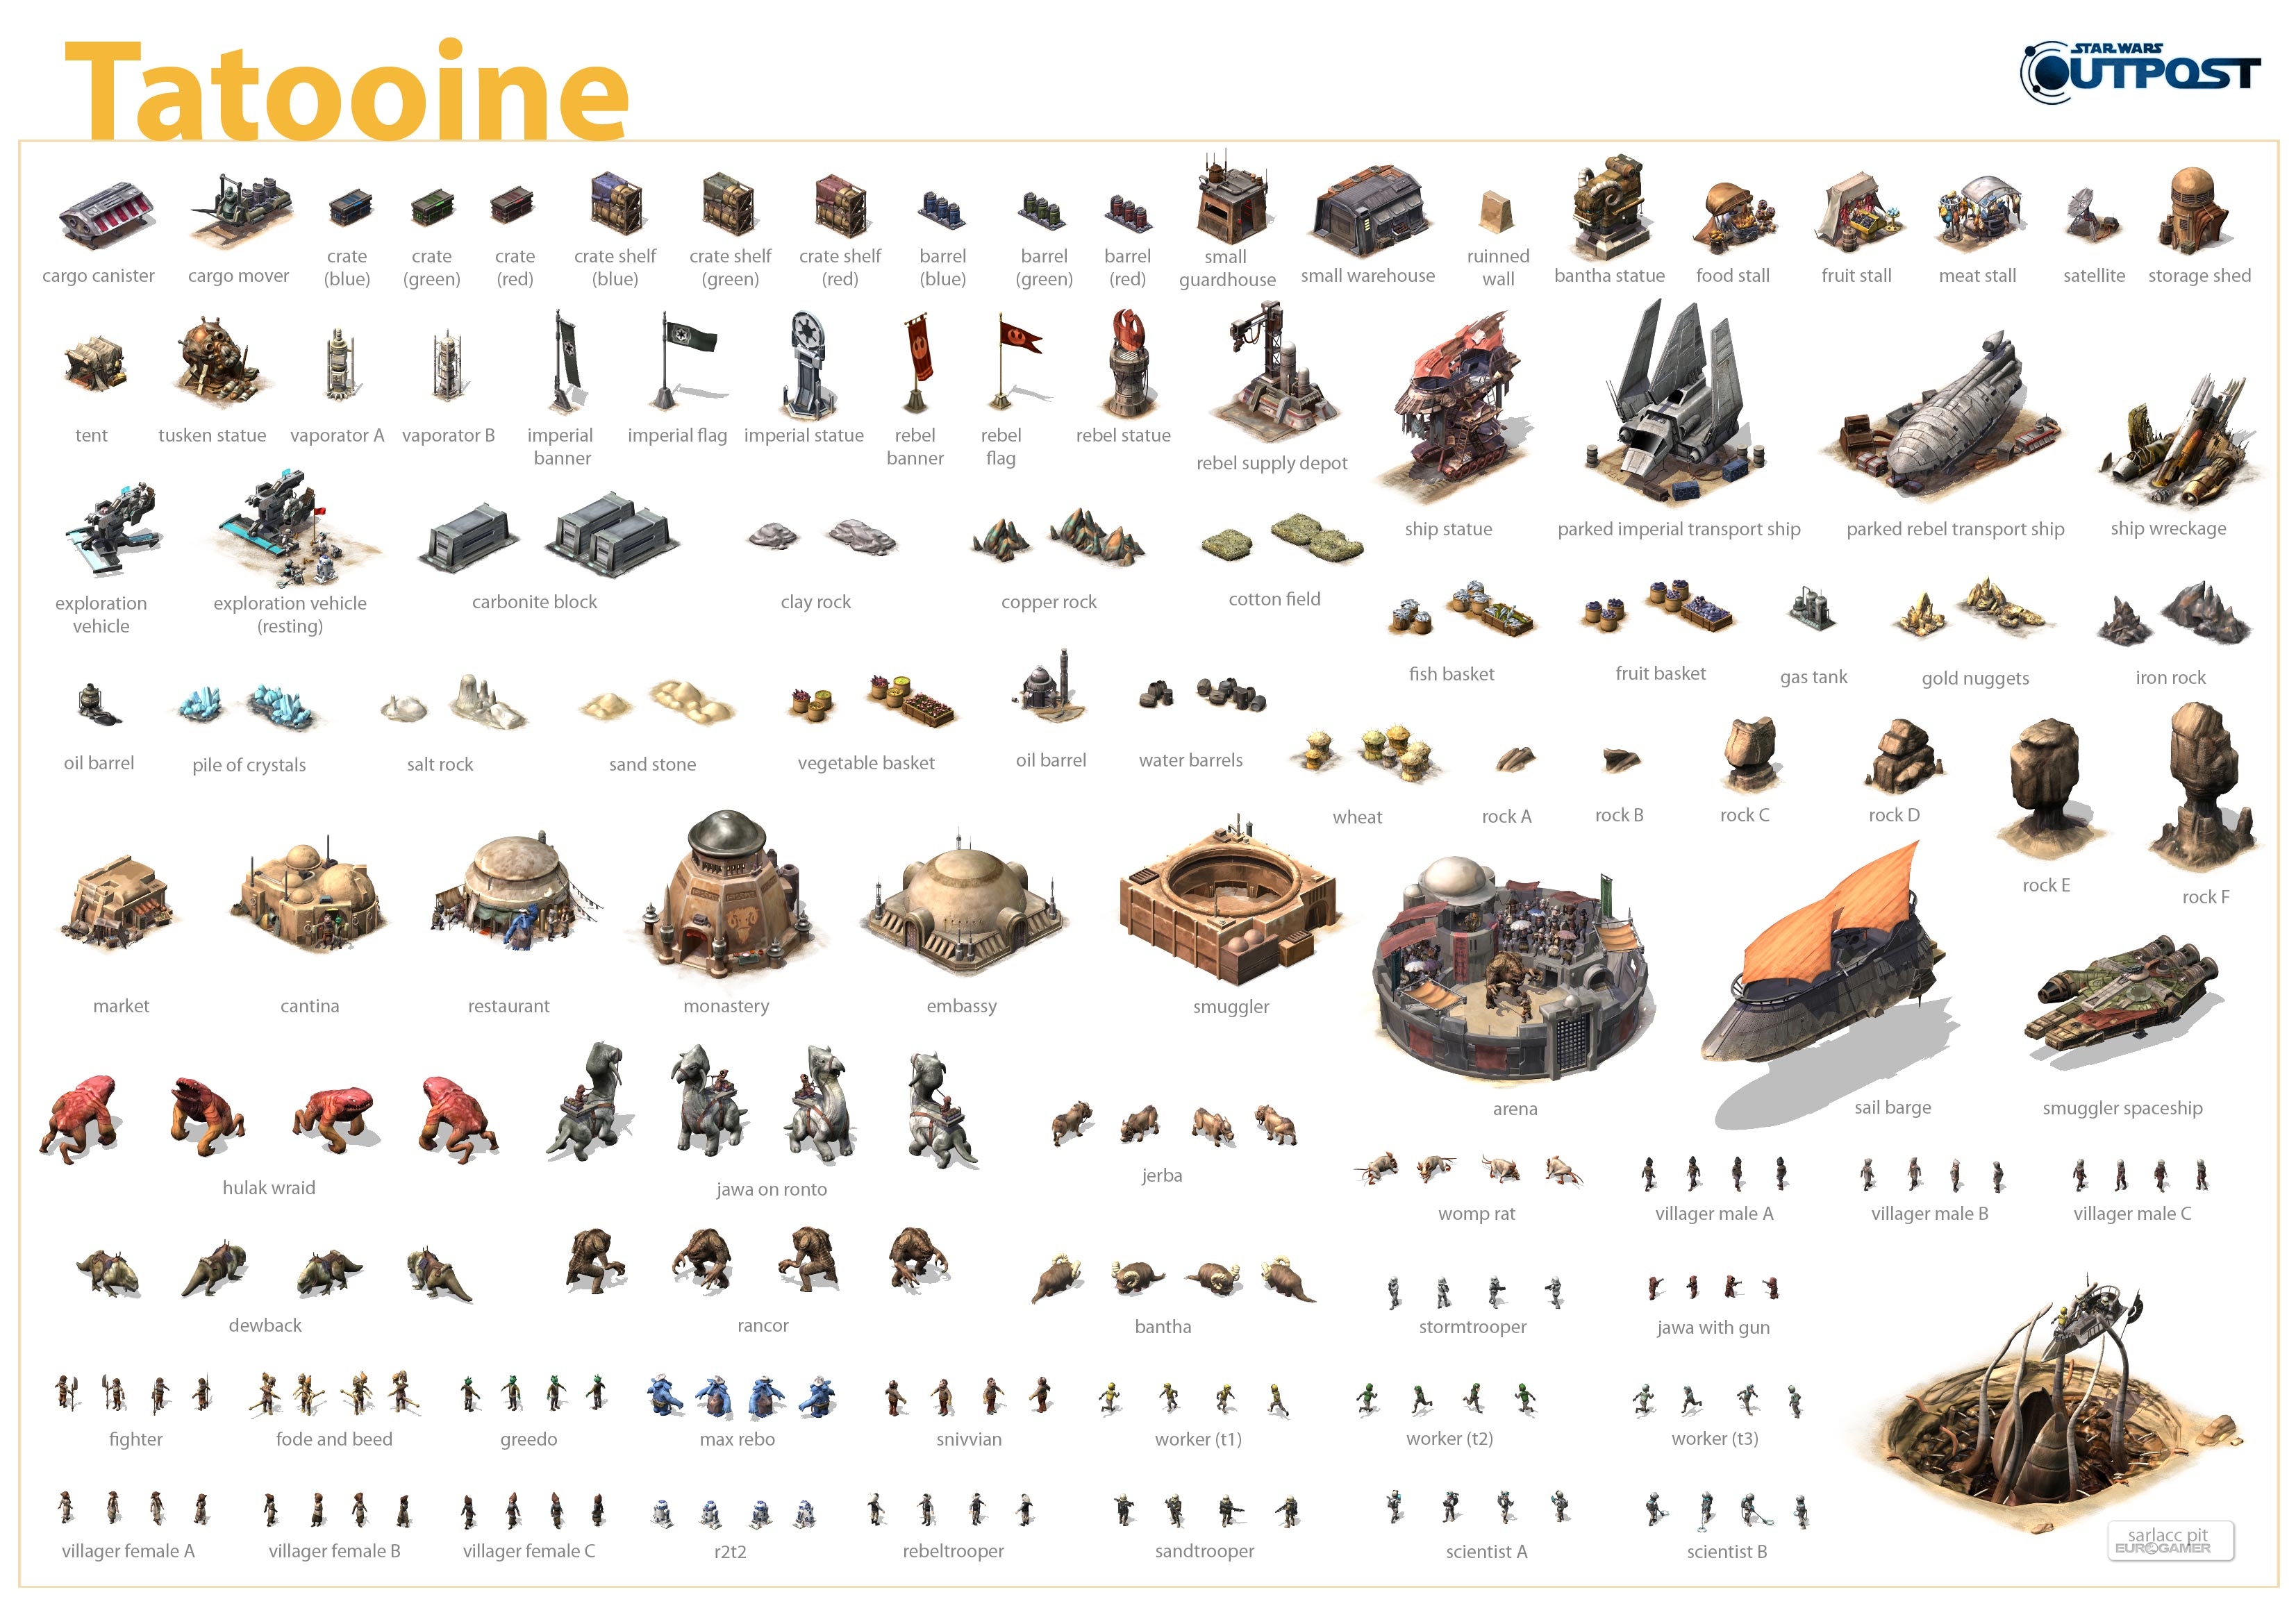 Tatooine
STAR WARS
OUTPOST
cargo canister
cargo mover
crate
(blue)
crate
(green)
crate
(red)
crate shelf
(blue)
crate shelf
(green)
crate shelf
(red)
barrel
(blue)
barrel
(green)
barrel
(red)
small
guardhouse
small warehouse
ruinned
wall
bantha statue
food stall
fruit stall
meat stall
satellite
storage shed
tent
tusken statue
vaporator A
vaporator B
imperial
banner
imperial flag
imperial statue
rebel
banner
rebel
flag
rebel statue
rebel supply depot
ship statue
parked imperial transport ship
parked rebel transport ship
ship wreckage
exploration
vehicle
exploration vehicle
(resting)
carbonite block
clay rock
copper rock
cotton field
fish basket
fruit basket
gas tank
gold nuggets
iron rock
oil barrel
pile of crystals
salt rock
sand stone
vegetable basket
oil barrel
water barrels
wheat
rock A
rock B
rock C
rock D
rock E
rock F
market
cantina
restaurant
monastery
embassy
smuggler
arena
sail barge
smuggler spaceship
hulak wraid
jawa on ronto
jerba
womp rat
villager male A
villager male B
villager male C
dewback
rancor
bantha
stormtrooper
jawa with gun
fighter
fode and beed
greedo
max rebo
snivvian
worker (t1)
worker (t2)
worker (t3)
villager female A
villager female B
villager female C
r2t2
rebeltrooper
sandtrooper
scientist A
scientist B
sarlacc pit
EUROGAMER